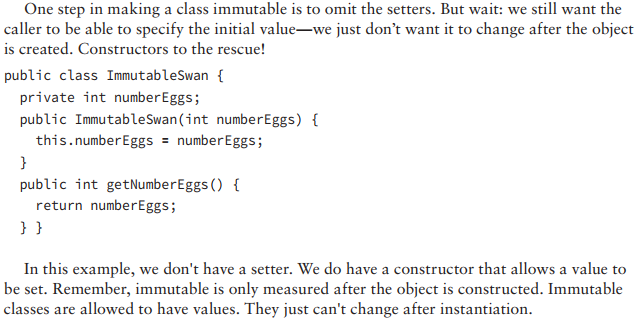 One step in making a class immutable is to omit the setters. But wait: we still want the
caller to be able to specify the initial value—we just don’t want it to change after the object
is created. Constructors to the rescue!
public class ImmutableSwan {
private int numberEggs;
public ImmutableSwan(int numberEggs) {
this.numberEggs = numberEggs;
}
public int getNumberEggs() {
return numberEggs;
} }
In this example, we don't have a setter. We do have a constructor that allows a value to
be set. Remember, immutable is only measured after the object is constructed. Immutable
classes are allowed to have values. They just can't change after instantiation.